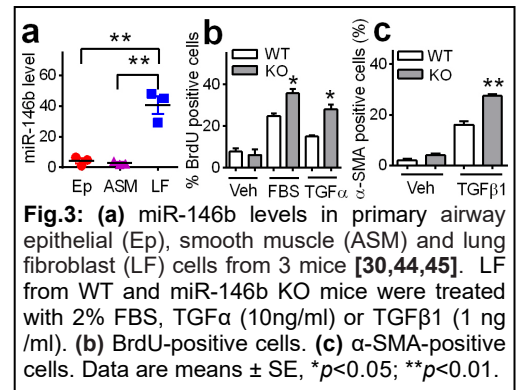 a
b
c
miR-146b level
60
40
20
0
**
**
Ep ASM LF
% BrdU positive cells
40
20
0
WT
KO
*
*
Veh FBS TGFα
α-SMA positive cells (%)
40
20
0
WT
KO
**
Veh TGFβ1
Fig.3: (a) miR-146b levels in primary airway
epithelial (Ep), smooth muscle (ASM) and lung
fibroblast (LF) cells from 3 mice [30,44,45]. LF
from WT and miR-146b KO mice were treated
with 2% FBS, TGFα (10ng/ml) or TGFβ1 (1 ng
/ml). (b) BrdU-positive cells. (c) α-SMA-positive
cells. Data are means ± SE, *p<0.05; **p<0.01.